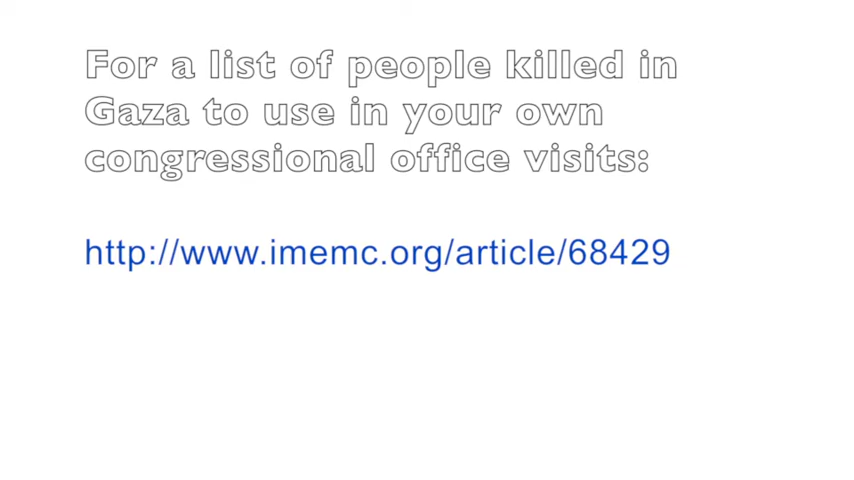 For a list of people killed in
Gaza to use in your own
congressional office visits:
http://www.imemc.org/article/68429